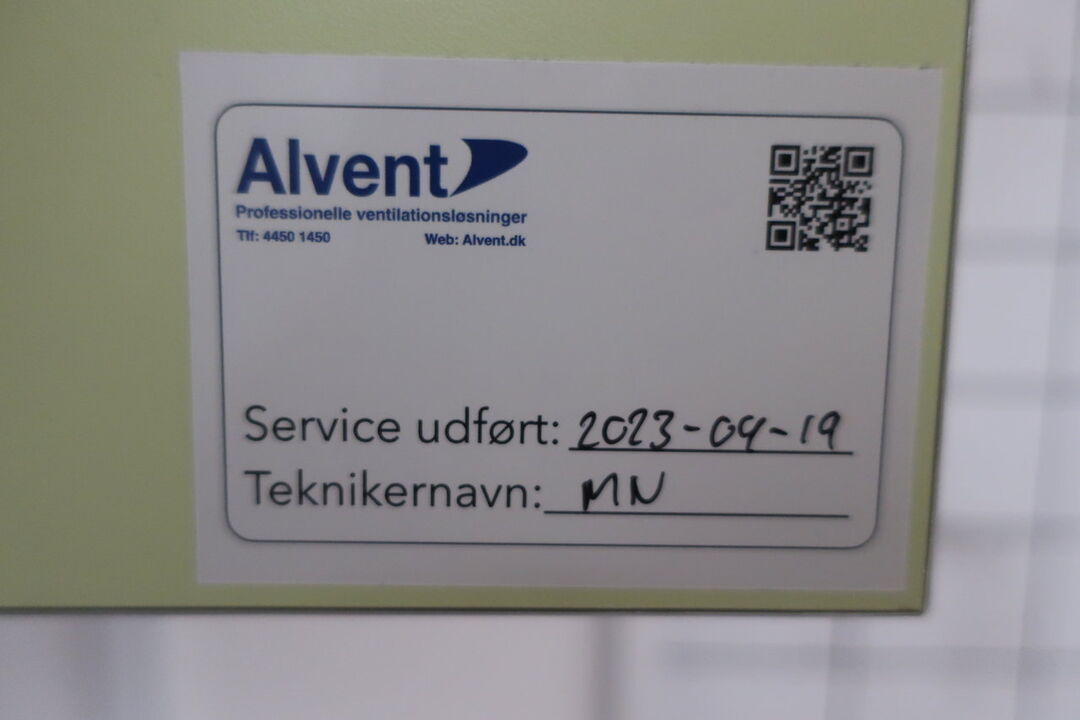 Alvent
Professionelle ventilationsløsninger
Tlf: 4450 1450 Web: Alvent.dk
Service udført: 2023-04-19
Teknikernavn: MN